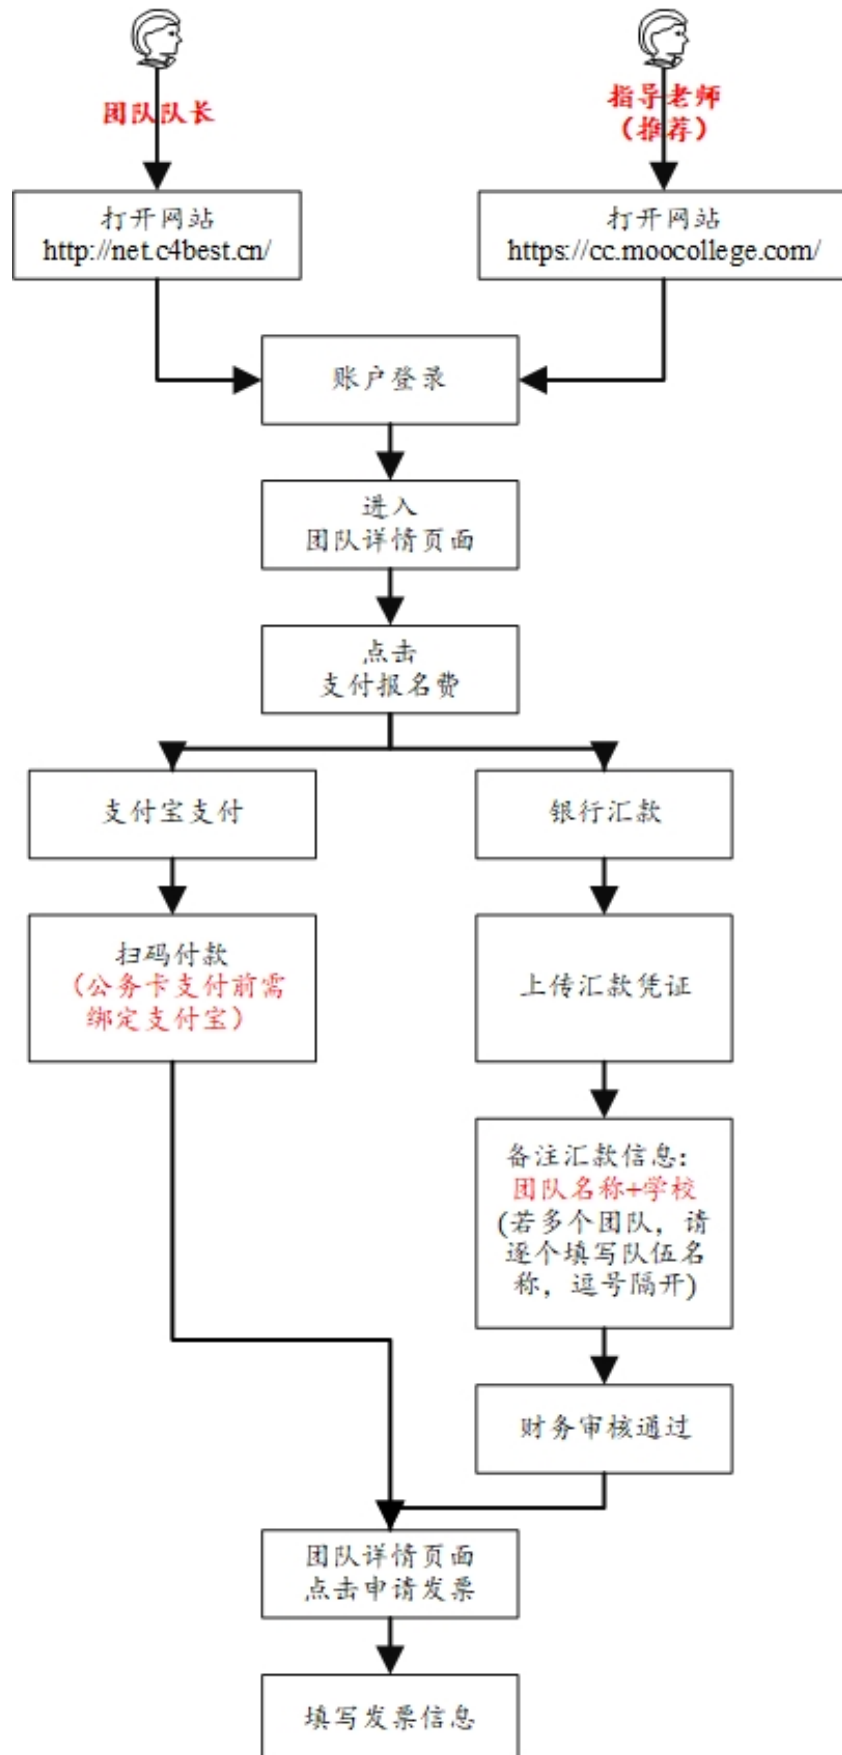 团队队长
指导老师
（推荐）
打开网站
http://net.c4best.cn/
打开网站
https://cc.moocollege.com/
账户登录
进入
团队详情页面
点击
支付报名费
支付宝支付
银行汇款
扫码付款
（公务卡支付前需
绑定支付宝）
上传汇款凭证
备注汇款信息：
团队名称+学校
(若多个团队，请
逐个填写队伍名
称，逗号隔开)
财务审核通过
团队详情页面
点击申请发票
填写发票信息